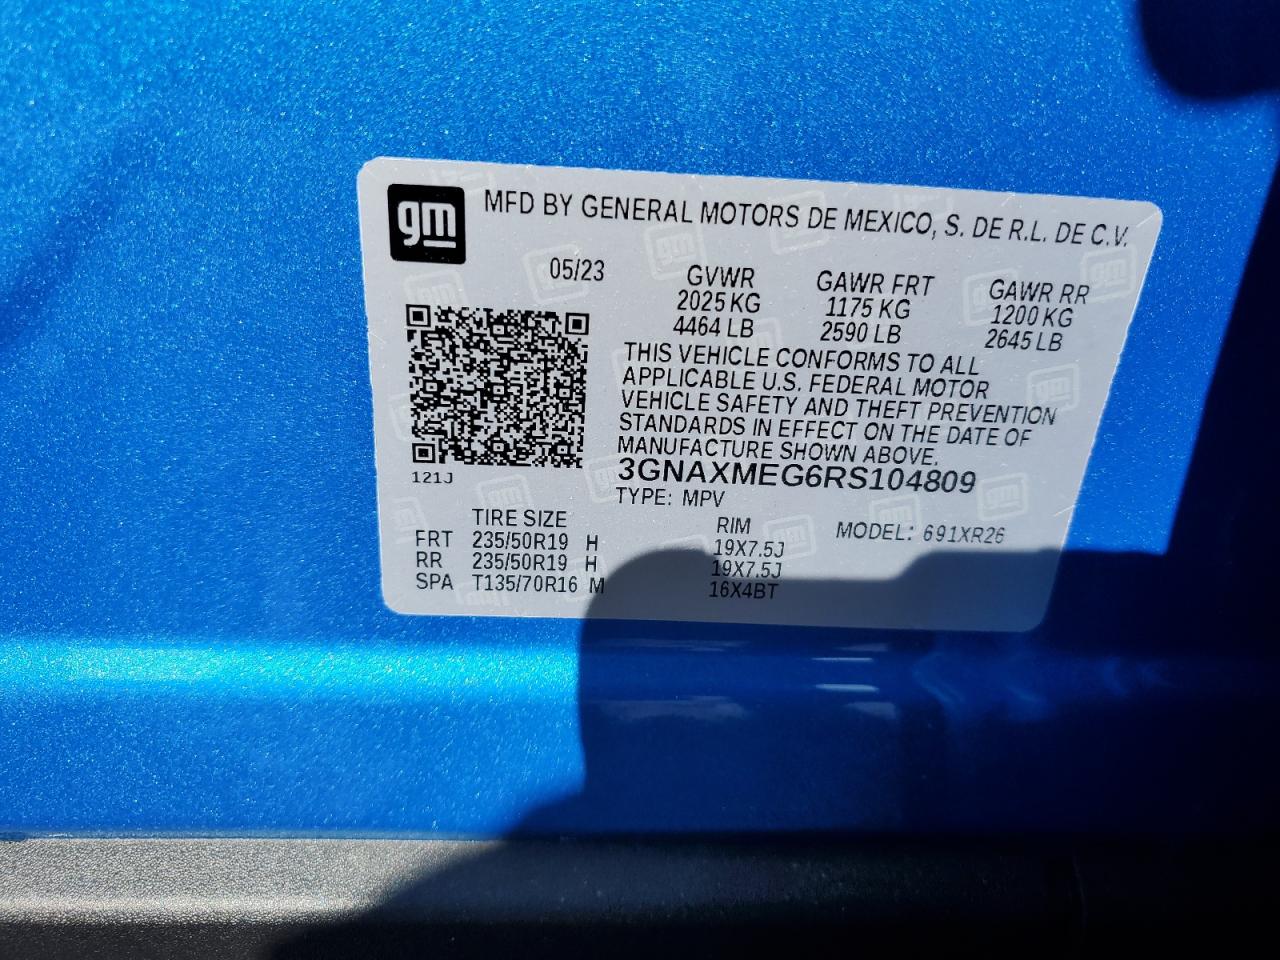 gm
MFD BY GENERAL MOTORS DE MEXICO, S. DE R.L. DE C.V.
05/23 GVWR GAWR FRT GAWR RR
2025 KG 1175 KG 1200 KG
4464 LB 2590 LB 2645 LB
THIS VEHICLE CONFORMS TO ALL
APPLICABLE U.S. FEDERAL MOTOR
VEHICLE SAFETY AND THEFT PREVENTION
STANDARDS IN EFFECT ON THE DATE OF
MANUFACTURE SHOWN ABOVE.
3GNAXMEG6RS104809
121J
TYPE: MPV
TIRE SIZE RIM MODEL: 691XR26
FRT 235/50R19 H 19X7.5J
RR 235/50R19 H 19X7.5J
SPA T135/70R16 M 16X4BT